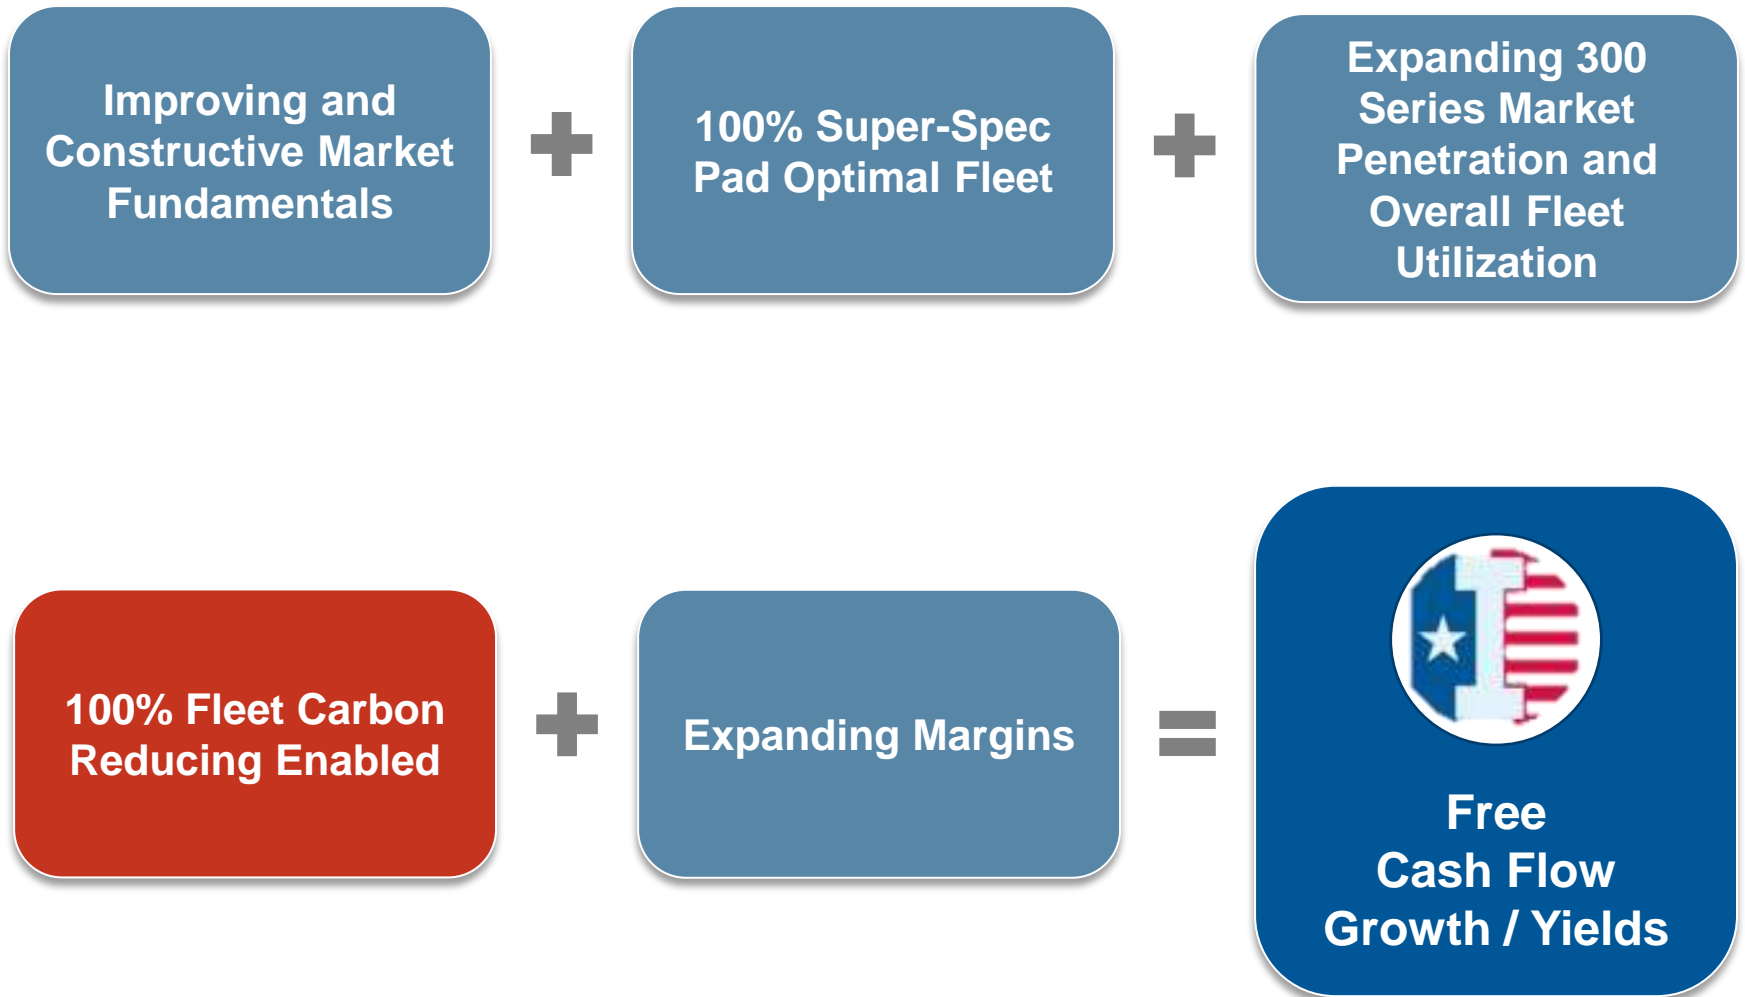 Improving and
Constructive Market
Fundamentals
100% Super-Spec
Pad Optimal Fleet
Expanding 300
Series Market
Penetration and
Overall Fleet
Utilization
100% Fleet Carbon
Reducing Enabled
Expanding Margins
I
Free
Cash Flow
Growth / Yields